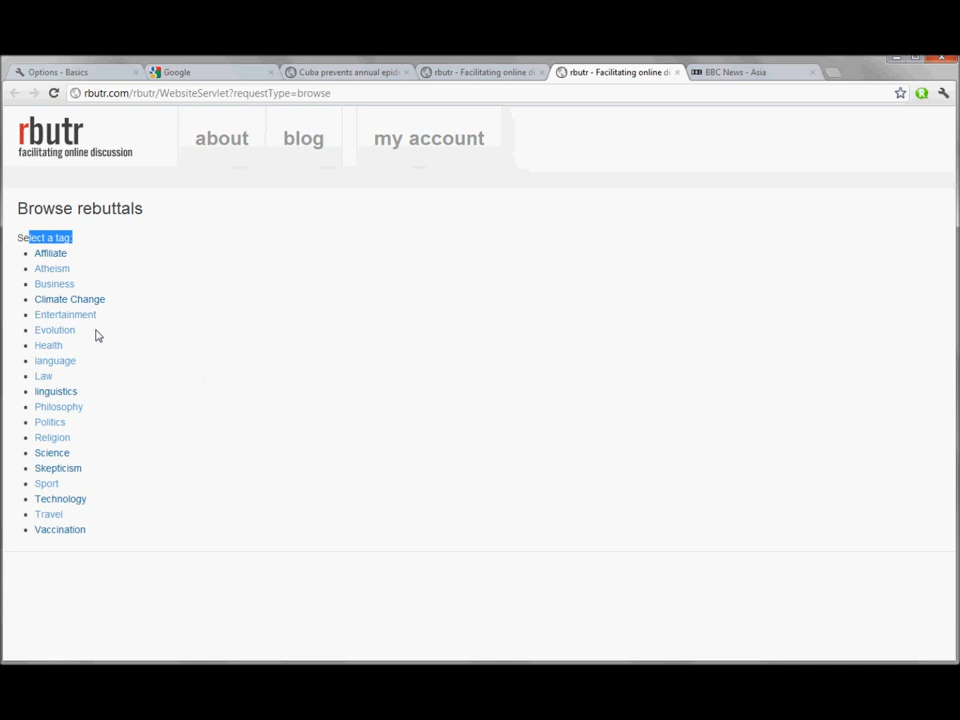 Options - Basics
Google
Cuba prevents annual epid
rbutr - Facilitating online di
rbutr - Facilitating online di
BBC News - Asia
rbutr.com/rbutr/WebsiteServlet?requestType=browse
R
rbutr
facilitating online discussion
about
blog
my account
Browse rebuttals
Select a tag:
Affiliate
Atheism
Business
Climate Change
Entertainment
Evolution
Health
language
Law
linguistics
Philosophy
Politics
Religion
Science
Skepticism
Sport
Technology
Travel
Vaccination